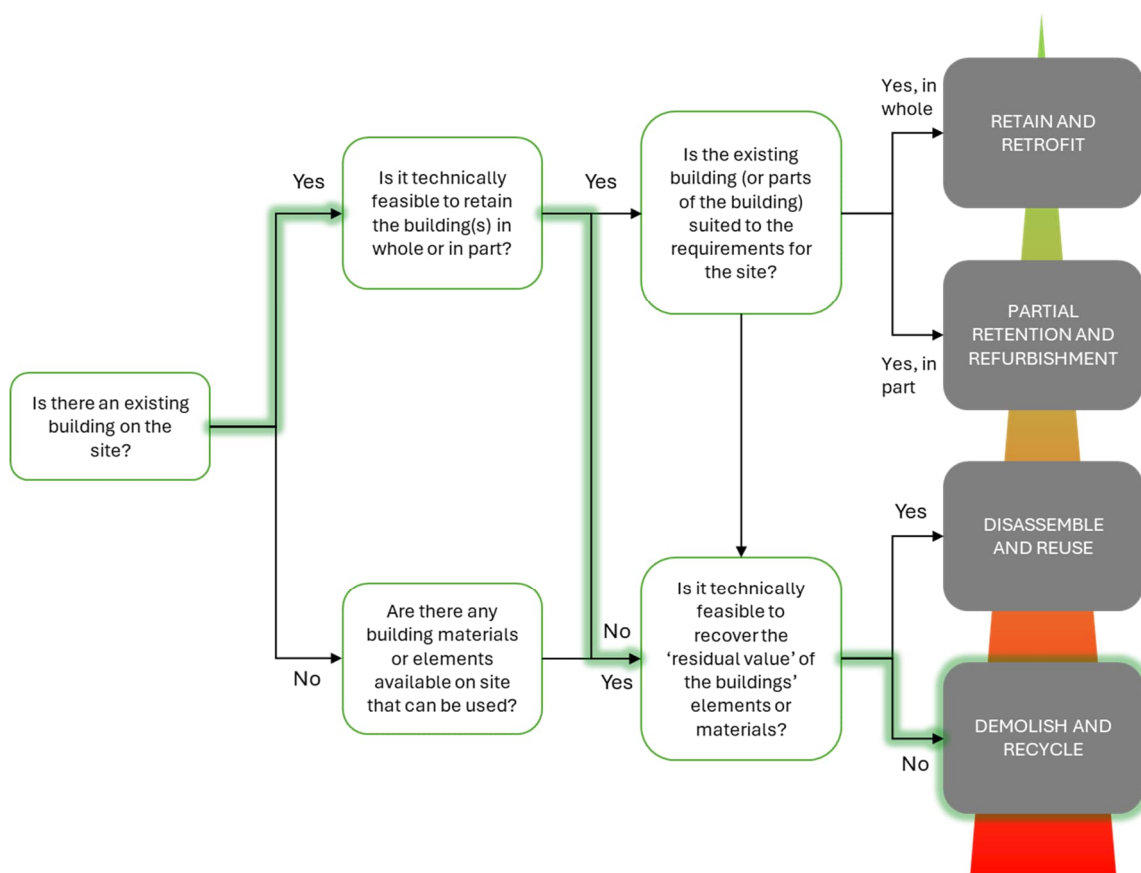 Is there an existing
building on the
site?
Yes
No
Is it technically
feasible to retain
the building(s) in
whole or in part?
Are there any
building materials
or elements
available on site
that can be used?
Yes
No
Yes
Is the existing
building (or parts
of the building)
suited to the
requirements for
the site?
Is it technically
feasible to
recover the
‘residual value’ of
the buildings’
elements or
materials?
Yes, in
whole
Yes, in
part
Yes
No
RETAIN AND
RETROFIT
PARTIAL
RETENTION AND
REFURBISHMENT
DISASSEMBLE
AND REUSE
DEMOLISH AND
RECYCLE